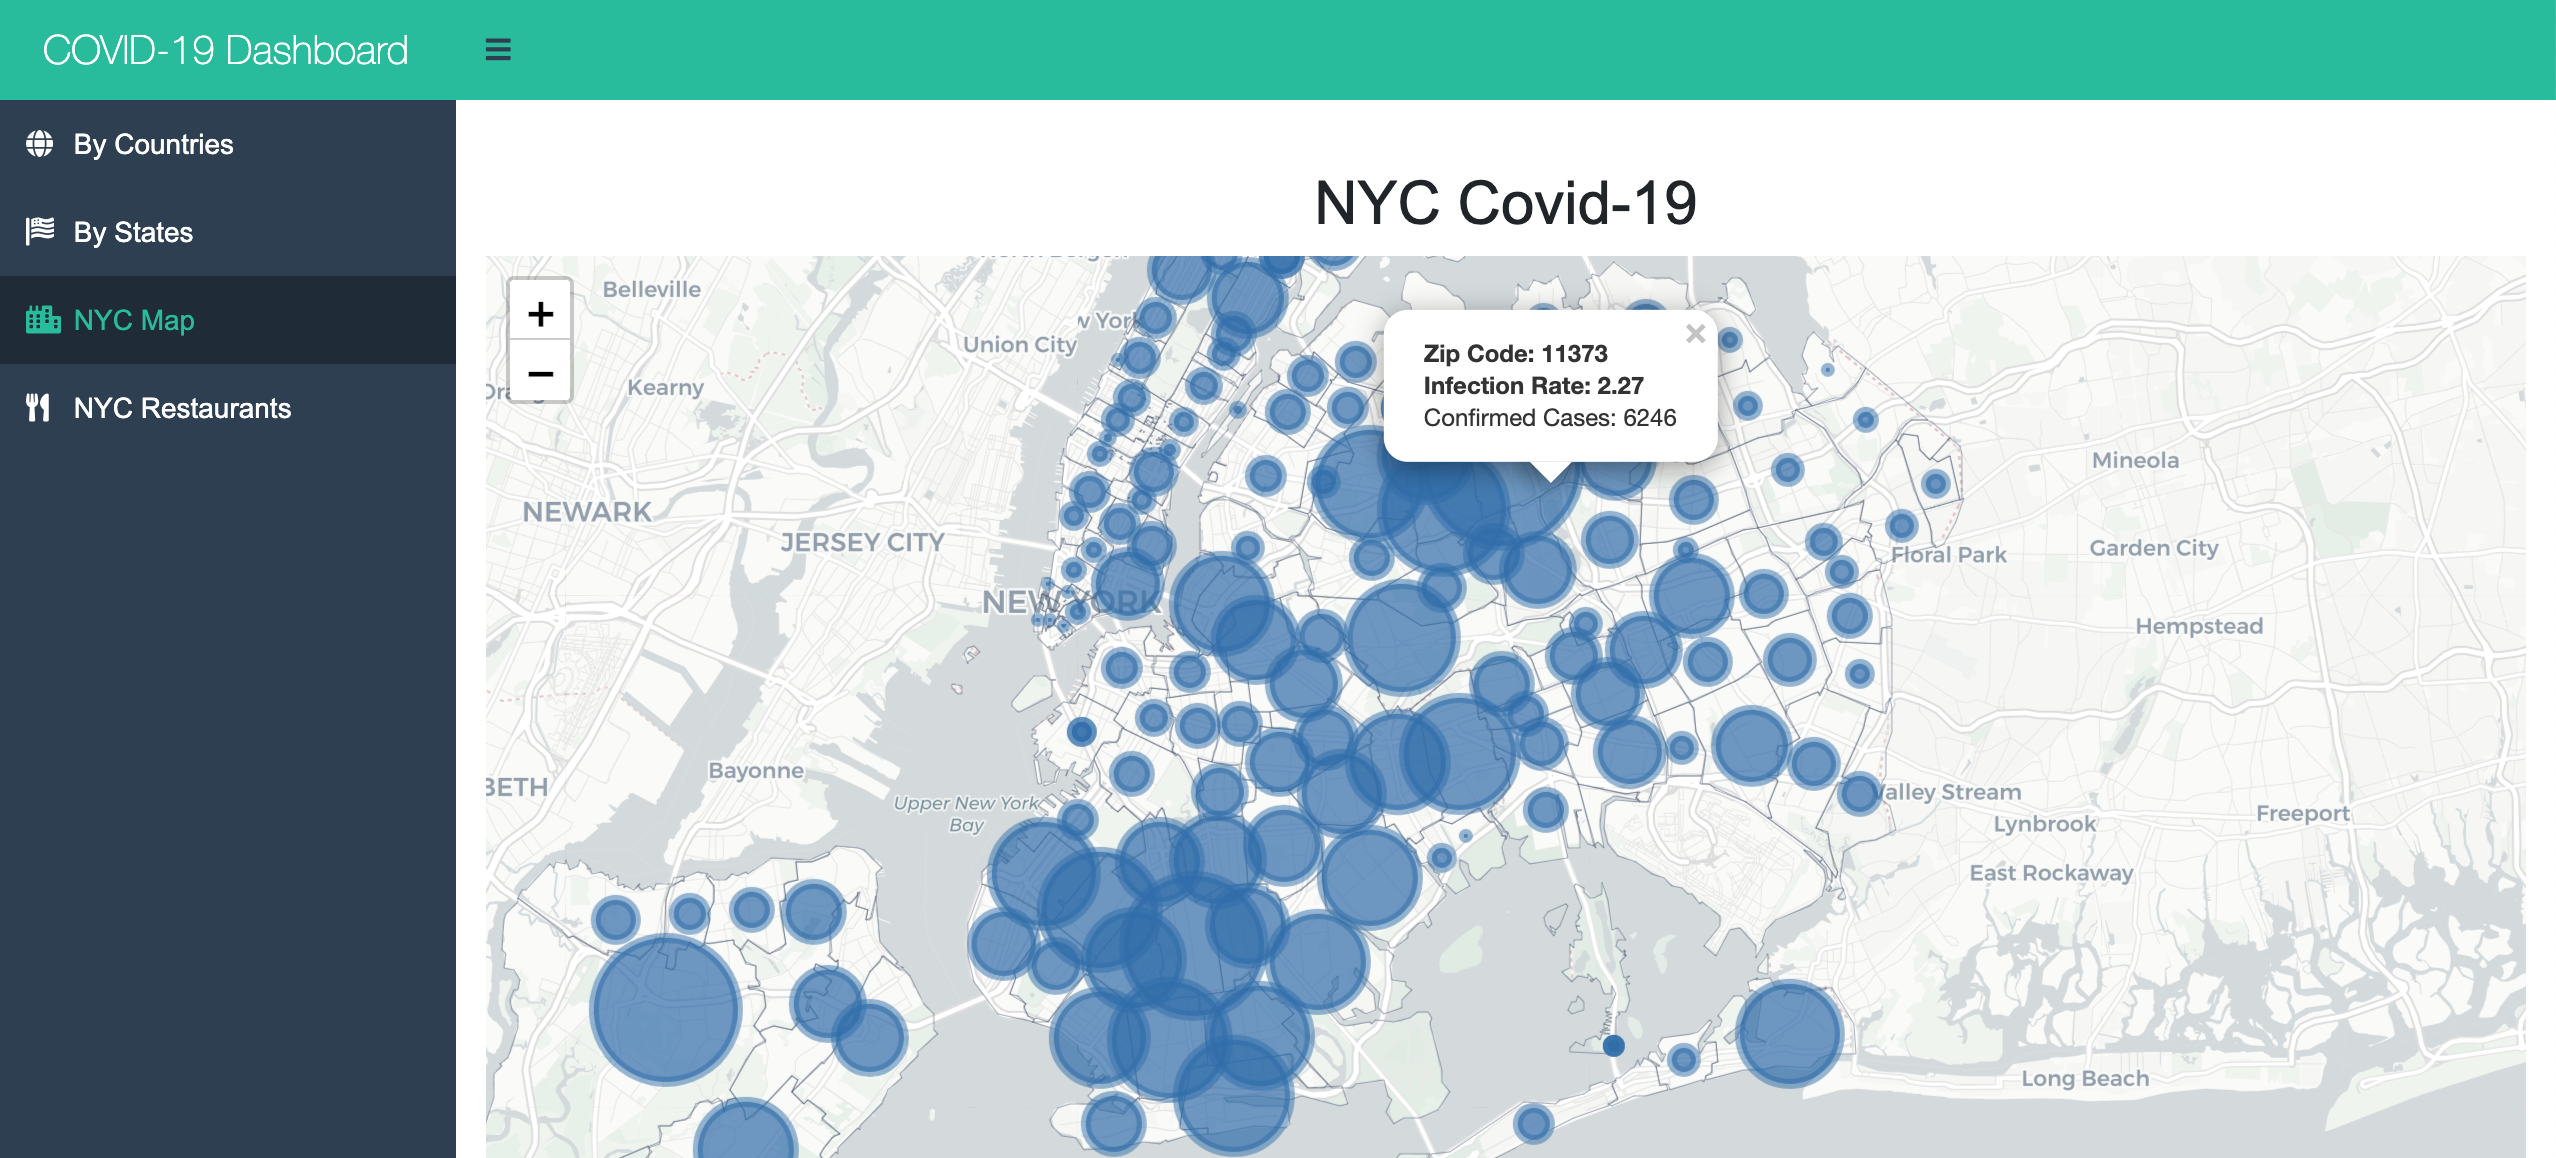 COVID-19 Dashboard
By Countries
By States
NYC Map
NYC Restaurants
NYC Covid-19
+
−
Zip Code: 11373
Infection Rate: 2.27
Confirmed Cases: 6246
×
Belleville
Union City
Kearny
NEWARK
JERSEY CITY
NEW YORK
Mineola
Floral Park
Garden City
Hempstead
Bayonne
Upper New York
Bay
Valley Stream
Lynbrook
Freeport
East Rockaway
Long Beach